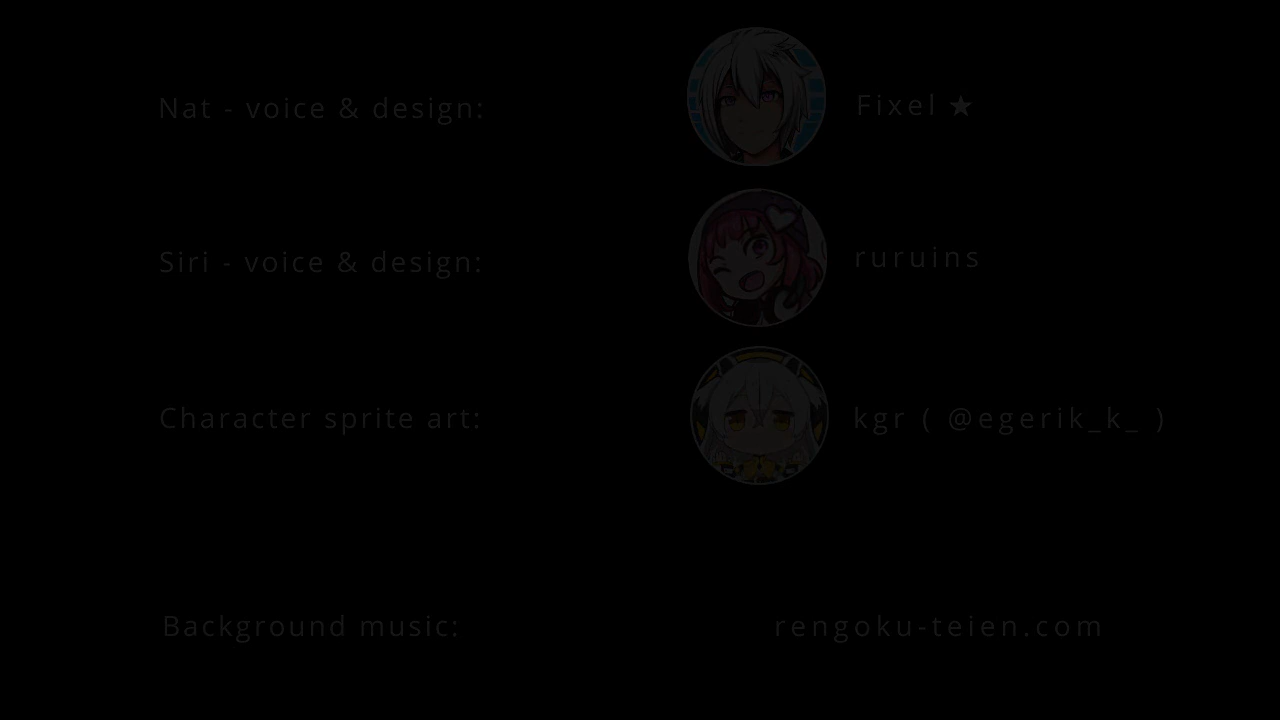 Nat - voice & design: Fixel ★
Siri - voice & design: ruruins
Character sprite art: kgr ( @egerik_k_ )
Background music: rengoku-teien.com